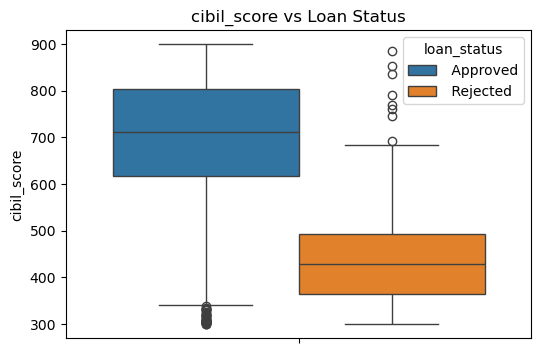 cibil_score vs Loan Status
loan_status
Approved
Rejected
900
800
700
600
500
400
300
cibil_score